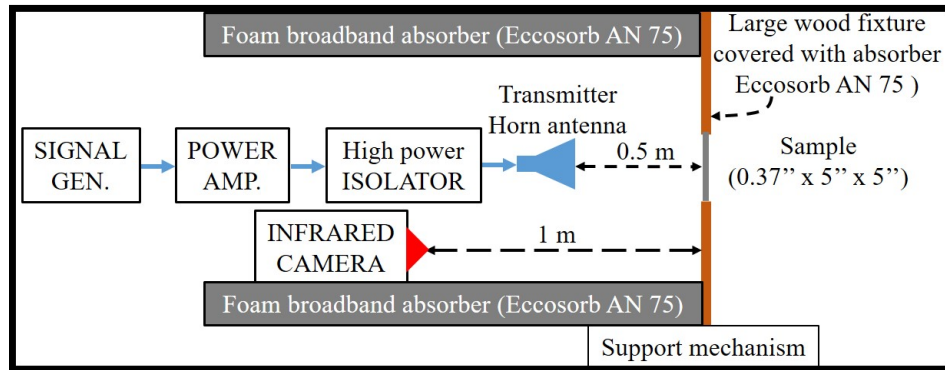 Foam broadband absorber (Eccosorb AN 75)
Large wood fixture
covered with absorber
Eccosorb AN 75 )
Transmitter
Horn antenna
SIGNAL
GEN.
POWER
AMP.
High power
ISOLATOR
0.5 m
Sample
(0.37’’ x 5’’ x 5’’)
INFRARED
CAMERA
1 m
Foam broadband absorber (Eccosorb AN 75)
Support mechanism